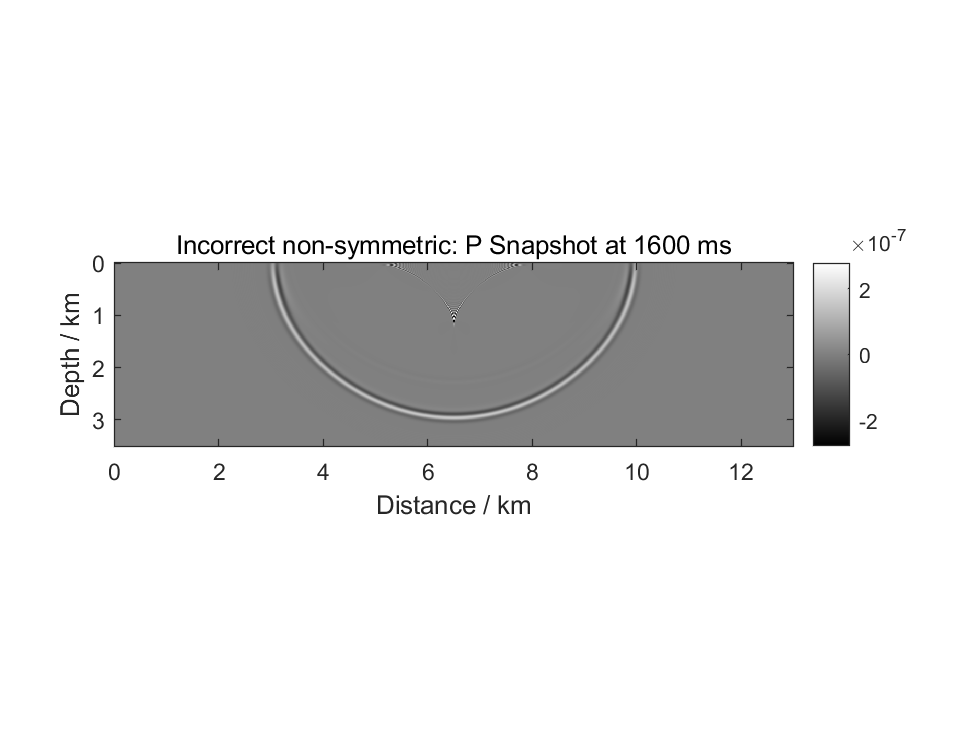 ×10-7
Incorrect non-symmetric: P Snapshot at 1600 ms
0
1
2
3
Depth / km
0 2 4 6 8 10 12
Distance / km
2
0
-2